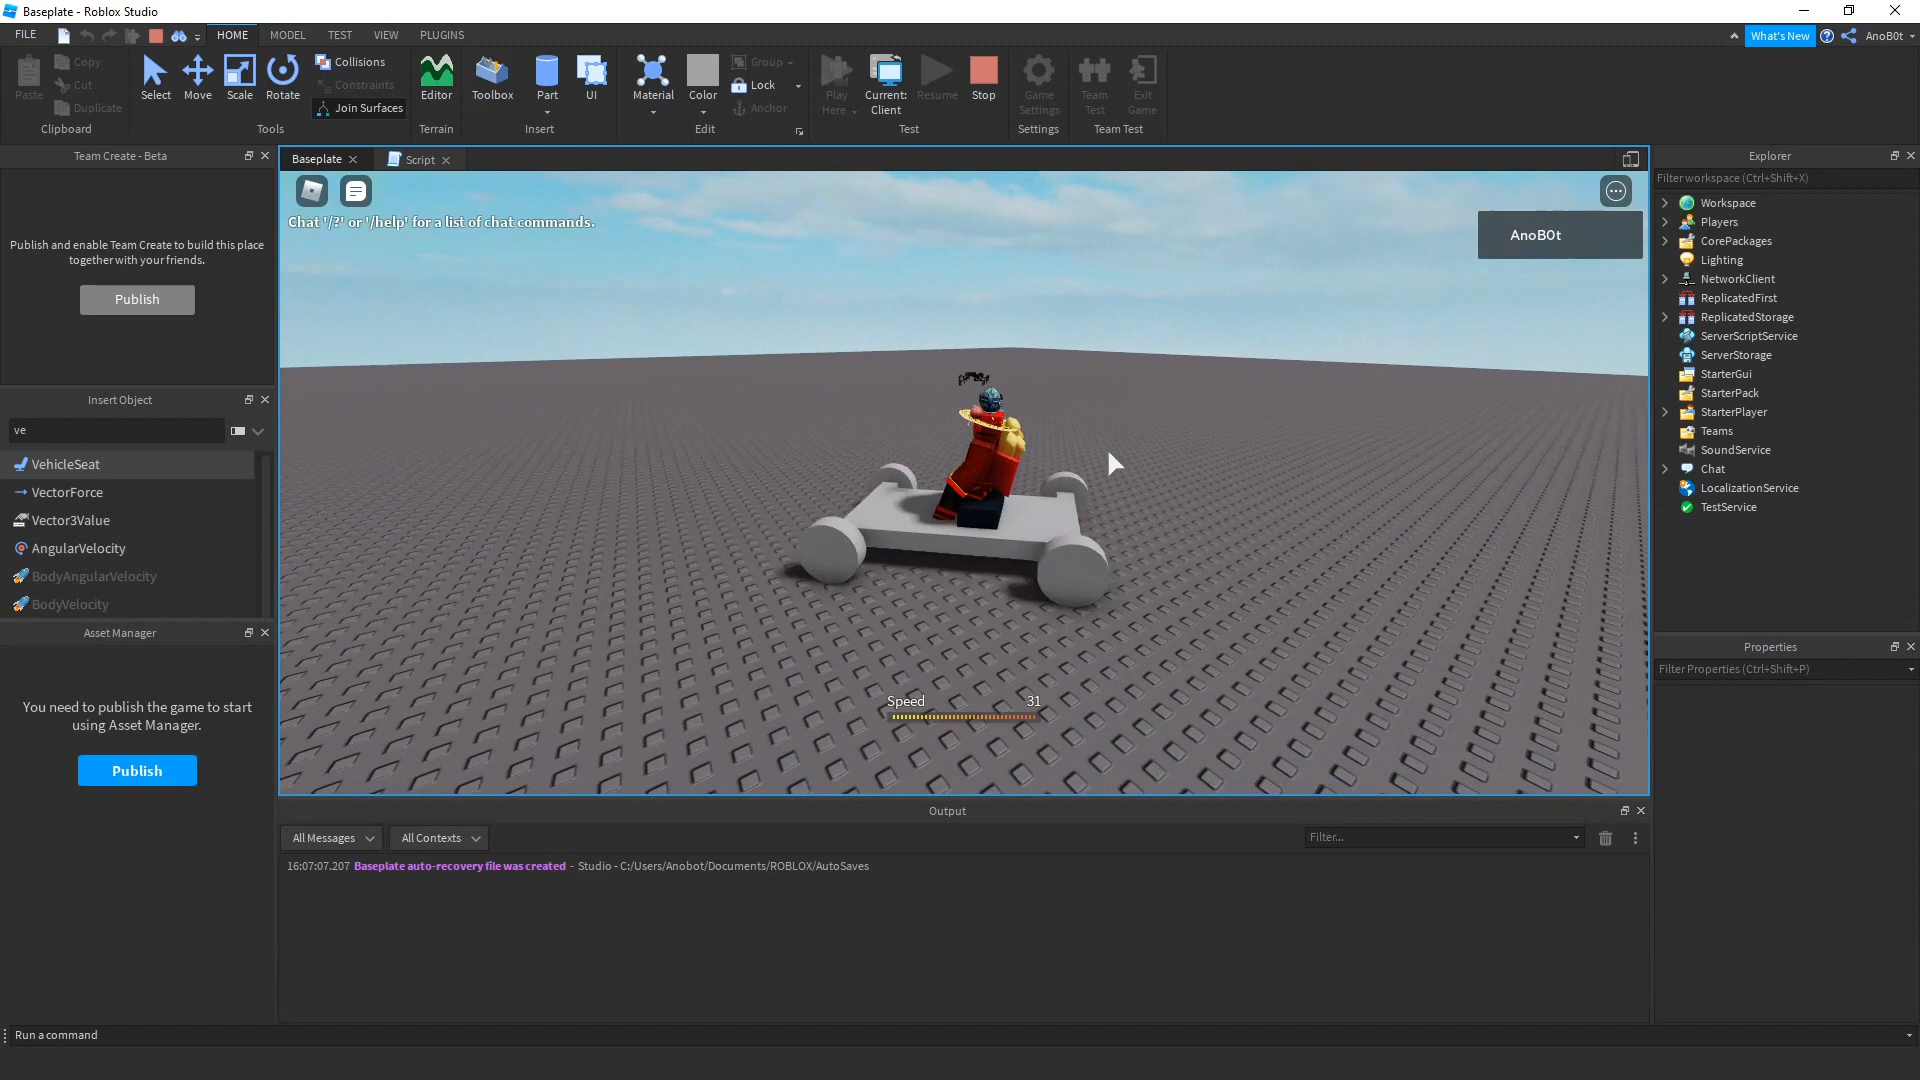 Baseplate - Roblox Studio
FILE
HOME
MODEL
TEST
VIEW
PLUGINS
What's New
AnoB0t
Paste
Copy
Cut
Duplicate
Clipboard
Select
Move
Scale
Rotate
Collisions
Constraints
Join Surfaces
Tools
Editor
Terrain
Toolbox
Part
UI
Insert
Material
Color
Group
Lock
Anchor
Edit
Play
Here
Current:
Client
Resume
Stop
Test
Game
Settings
Settings
Team
Test
Exit
Game
Team Test
Team Create - Beta
Publish and enable Team Create to build this place
together with your friends.
Publish
Insert Object
ve
VehicleSeat
VectorForce
Vector3Value
AngularVelocity
BodyAngularVelocity
BodyVelocity
Asset Manager
You need to publish the game to start
using Asset Manager.
Publish
Baseplate
Script
Chat '/?' or '/help' for a list of chat commands.
AnoB0t
Speed 31
Output
All Messages
All Contexts
Filter...
16:07:07.207 Baseplate auto-recovery file was created - Studio - C:/Users/Anobot/Documents/ROBLOX/AutoSaves
Explorer
Filter workspace (Ctrl+Shift+X)
Workspace
Players
CorePackages
Lighting
NetworkClient
ReplicatedFirst
ReplicatedStorage
ServerScriptService
ServerStorage
StarterGui
StarterPack
StarterPlayer
Teams
SoundService
Chat
LocalizationService
TestService
Properties
Filter Properties (Ctrl+Shift+P)
Run a command